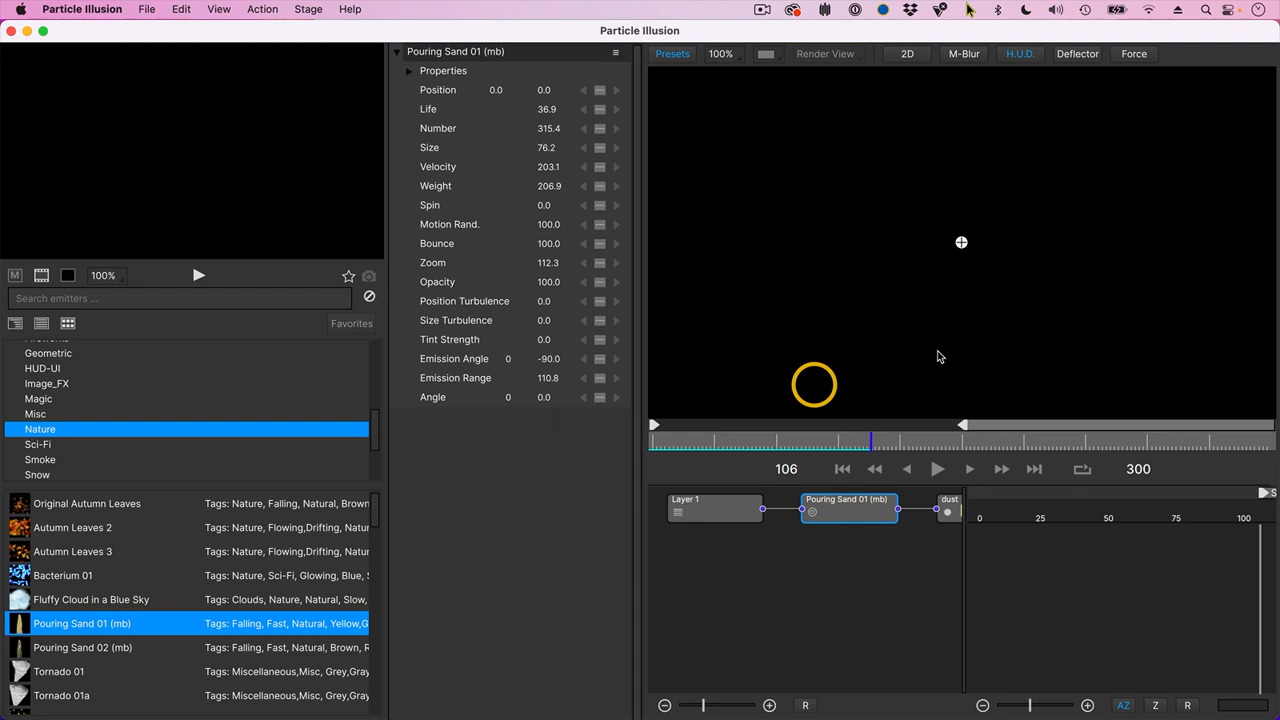 Particle Illusion File Edit View Action Stage Help
Particle Illusion
Pouring Sand 01 (mb)
Presets 100% Render View 2D M-Blur H.U.D. Deflector Force
Properties
Position 0.0 0.0
Life 36.9
Number 315.4
Size 76.2
Velocity 203.1
Weight 206.9
Spin 0.0
Motion Rand. 100.0
Bounce 100.0
Zoom 112.3
Opacity 100.0
Position Turbulence 0.0
Size Turbulence 0.0
Tint Strength 0.0
Emission Angle 0 -90.0
Emission Range 110.8
Angle 0 0.0
M 100%
Search emitters ...
Favorites
Geometric
HUD-UI
Image_FX
Magic
Misc
Nature
Sci-Fi
Smoke
Snow
Original Autumn Leaves Tags: Nature, Falling, Natural, Brown
Autumn Leaves 2 Tags: Nature, Flowing,Drifting, Natur
Autumn Leaves 3 Tags: Nature, Flowing,Drifting, Natur
Bacterium 01 Tags: Nature, Sci-Fi, Glowing, Blue, S
Fluffy Cloud in a Blue Sky Tags: Clouds, Nature, Natural, Slow,
Pouring Sand 01 (mb) Tags: Falling, Fast, Natural, Yellow,G
Pouring Sand 02 (mb) Tags: Falling, Fast, Natural, Brown, R
Tornado 01 Tags: Miscellaneous,Misc, Grey,Gray
Tornado 01a Tags: Miscellaneous,Misc, Grey,Gray
106 300
Layer 1 Pouring Sand 01 (mb) dust
S
0 25 50 75 100
R AZ Z R